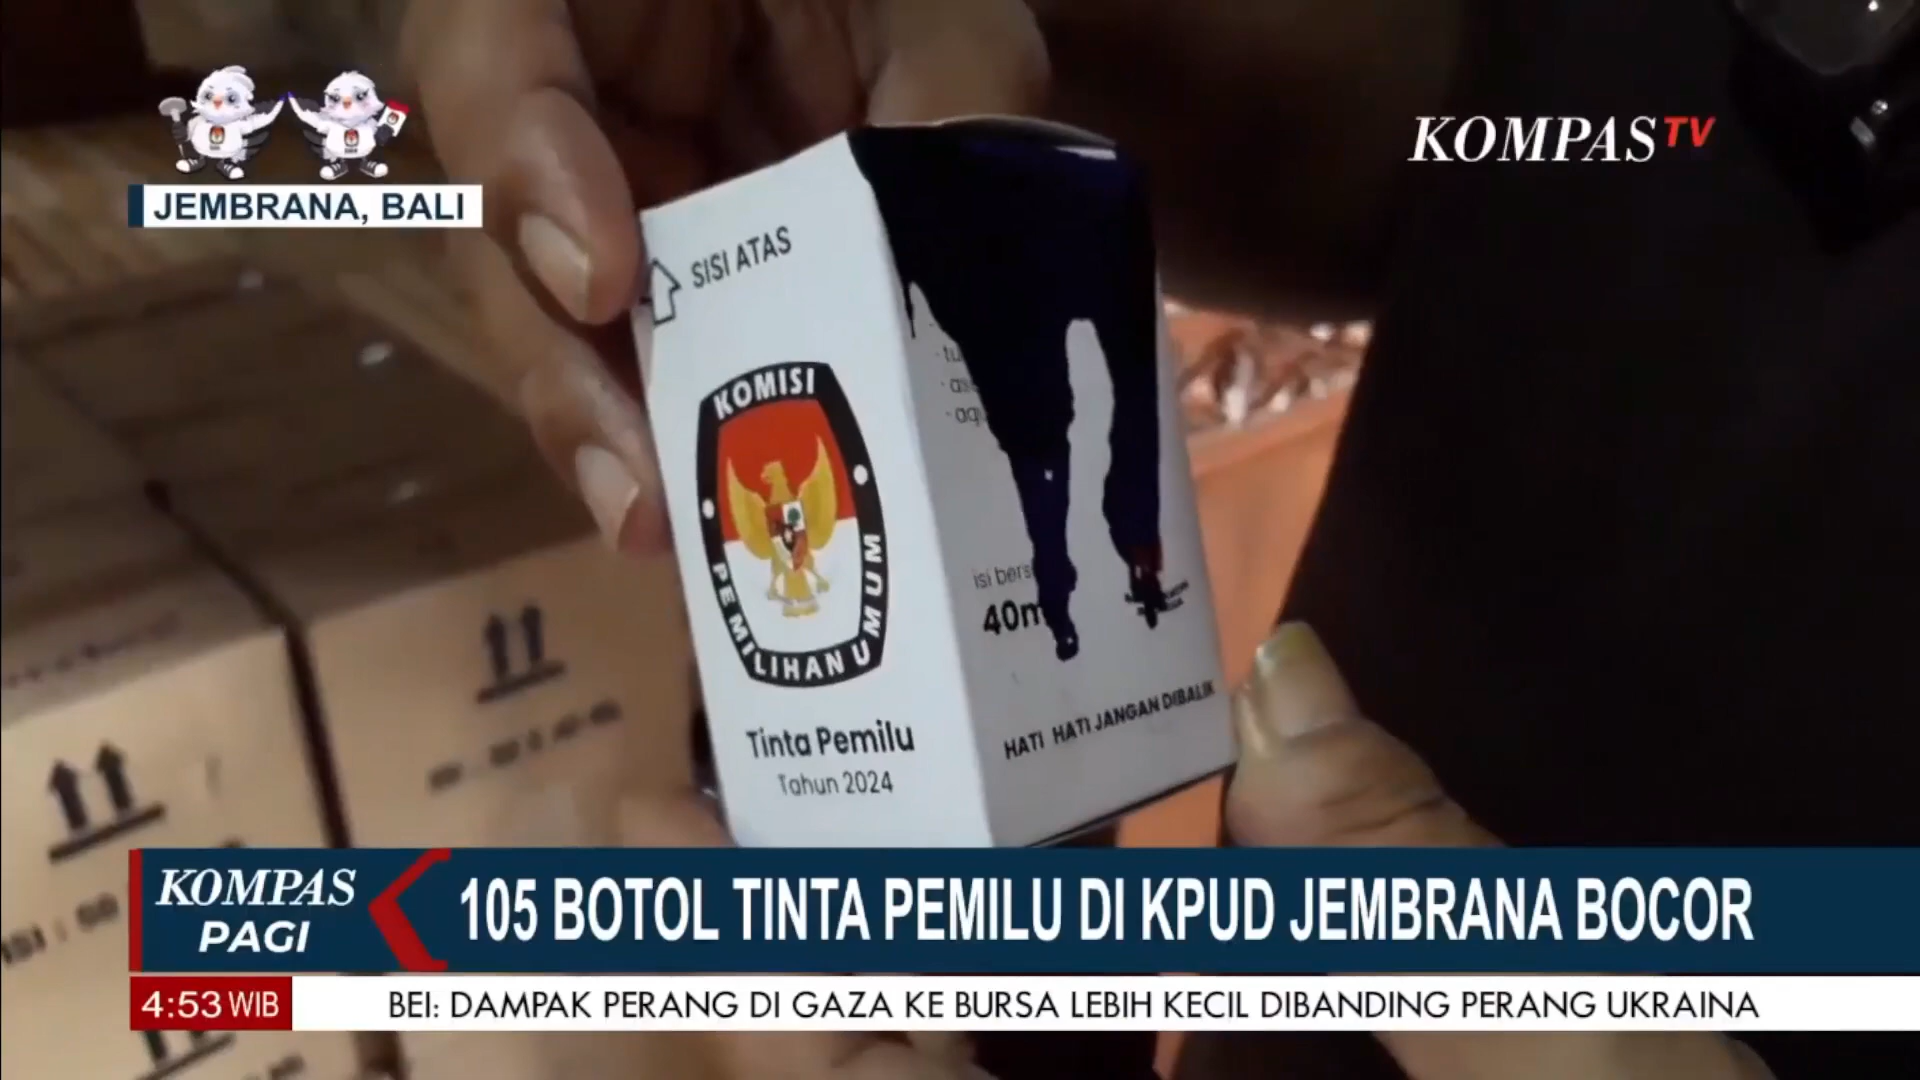 KOMPASTV
JEMBRANA, BALI
SISI ATAS
KOMISI
PEMILIHAN UMUM
Tinta Pemilu
Tahun 2024
40m
HATI HATI JANGAN DIBALIK
KOMPAS
PAGI
105 BOTOL TINTA PEMILU DI KPUD JEMBRANA BOCOR
4:53 WIB
BEI: DAMPAK PERANG DI GAZA KE BURSA LEBIH KECIL DIBANDING PERANG UKRAINA